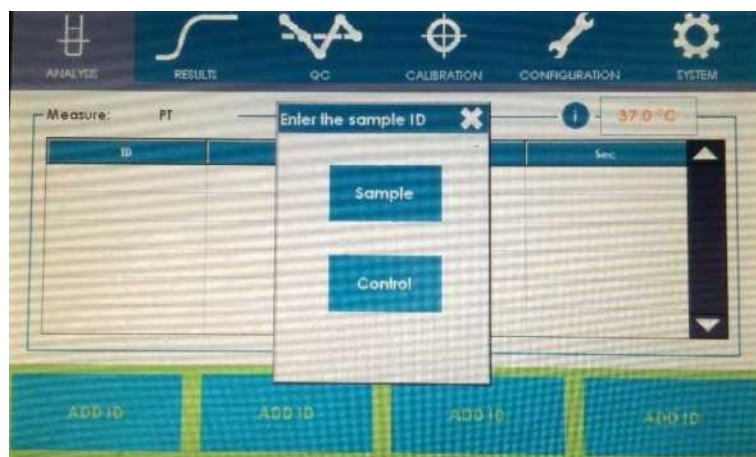 ANALYSIS RESULTS QC CALIBRATION CONFIGURATION SYSTEM
Measure: PT Enter the sample ID i 37.0 °C
ID Sec
Sample
Control
ADD ID ADD ID ADD ID ADD ID